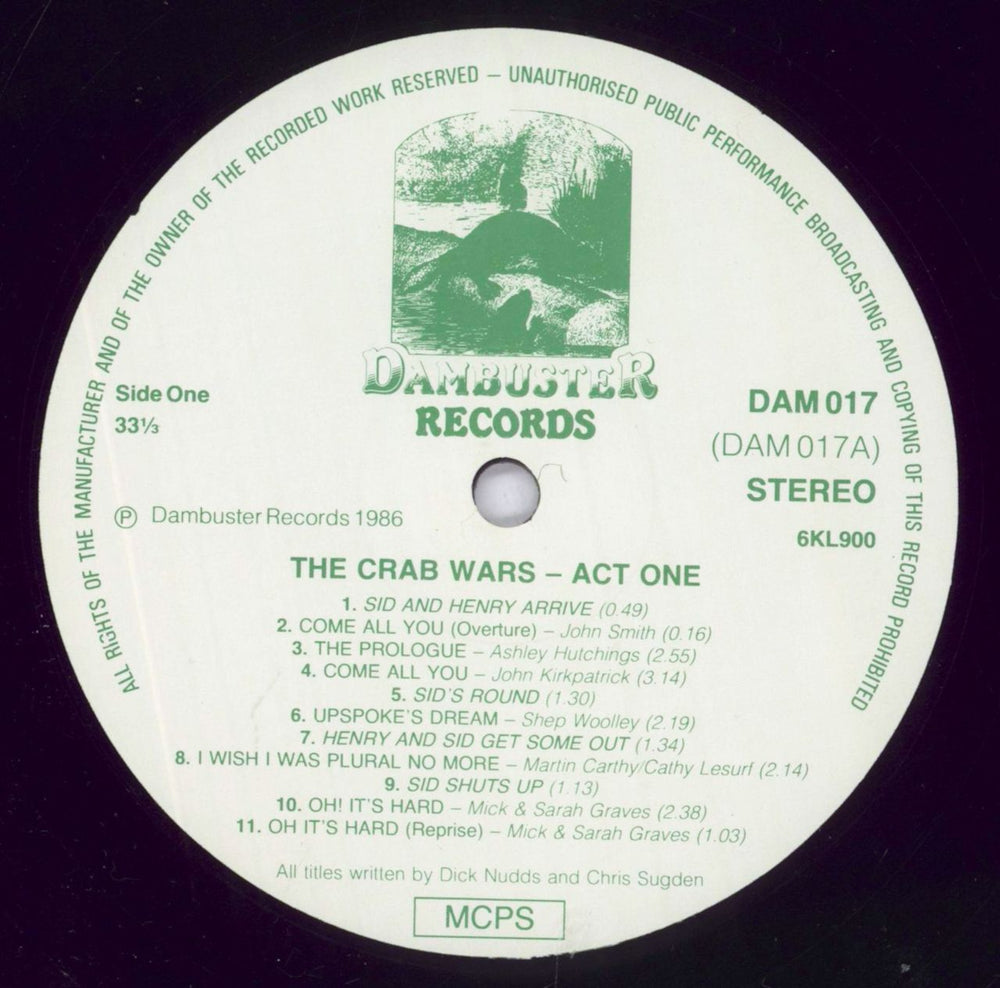 ALL RIGHTS OF THE MANUFACTURER AND OF THE OWNER OF THE RECORDED WORK RESERVED – UNAUTHORISED PUBLIC PERFORMANCE BROADCASTING AND COPYING OF THIS RECORD PROHIBITED
DAMBUSTER
RECORDS
Side One
33⅓
DAM 017
(DAM 017A)
STEREO
6KL900
Ⓟ Dambuster Records 1986
THE CRAB WARS – ACT ONE
1. SID AND HENRY ARRIVE (0.49)
2. COME ALL YOU (Overture) – John Smith (0.16)
3. THE PROLOGUE – Ashley Hutchings (2.55)
4. COME ALL YOU – John Kirkpatrick (3.14)
5. SID'S ROUND (1.30)
6. UPSPOKE'S DREAM – Shep Woolley (2.19)
7. HENRY AND SID GET SOME OUT (1.34)
8. I WISH I WAS PLURAL NO MORE – Martin Carthy/Cathy Lesurf (2.14)
9. SID SHUTS UP (1.13)
10. OH! IT'S HARD – Mick & Sarah Graves (2.38)
11. OH IT'S HARD (Reprise) – Mick & Sarah Graves (1.03)
All titles written by Dick Nudds and Chris Sugden
MCPS